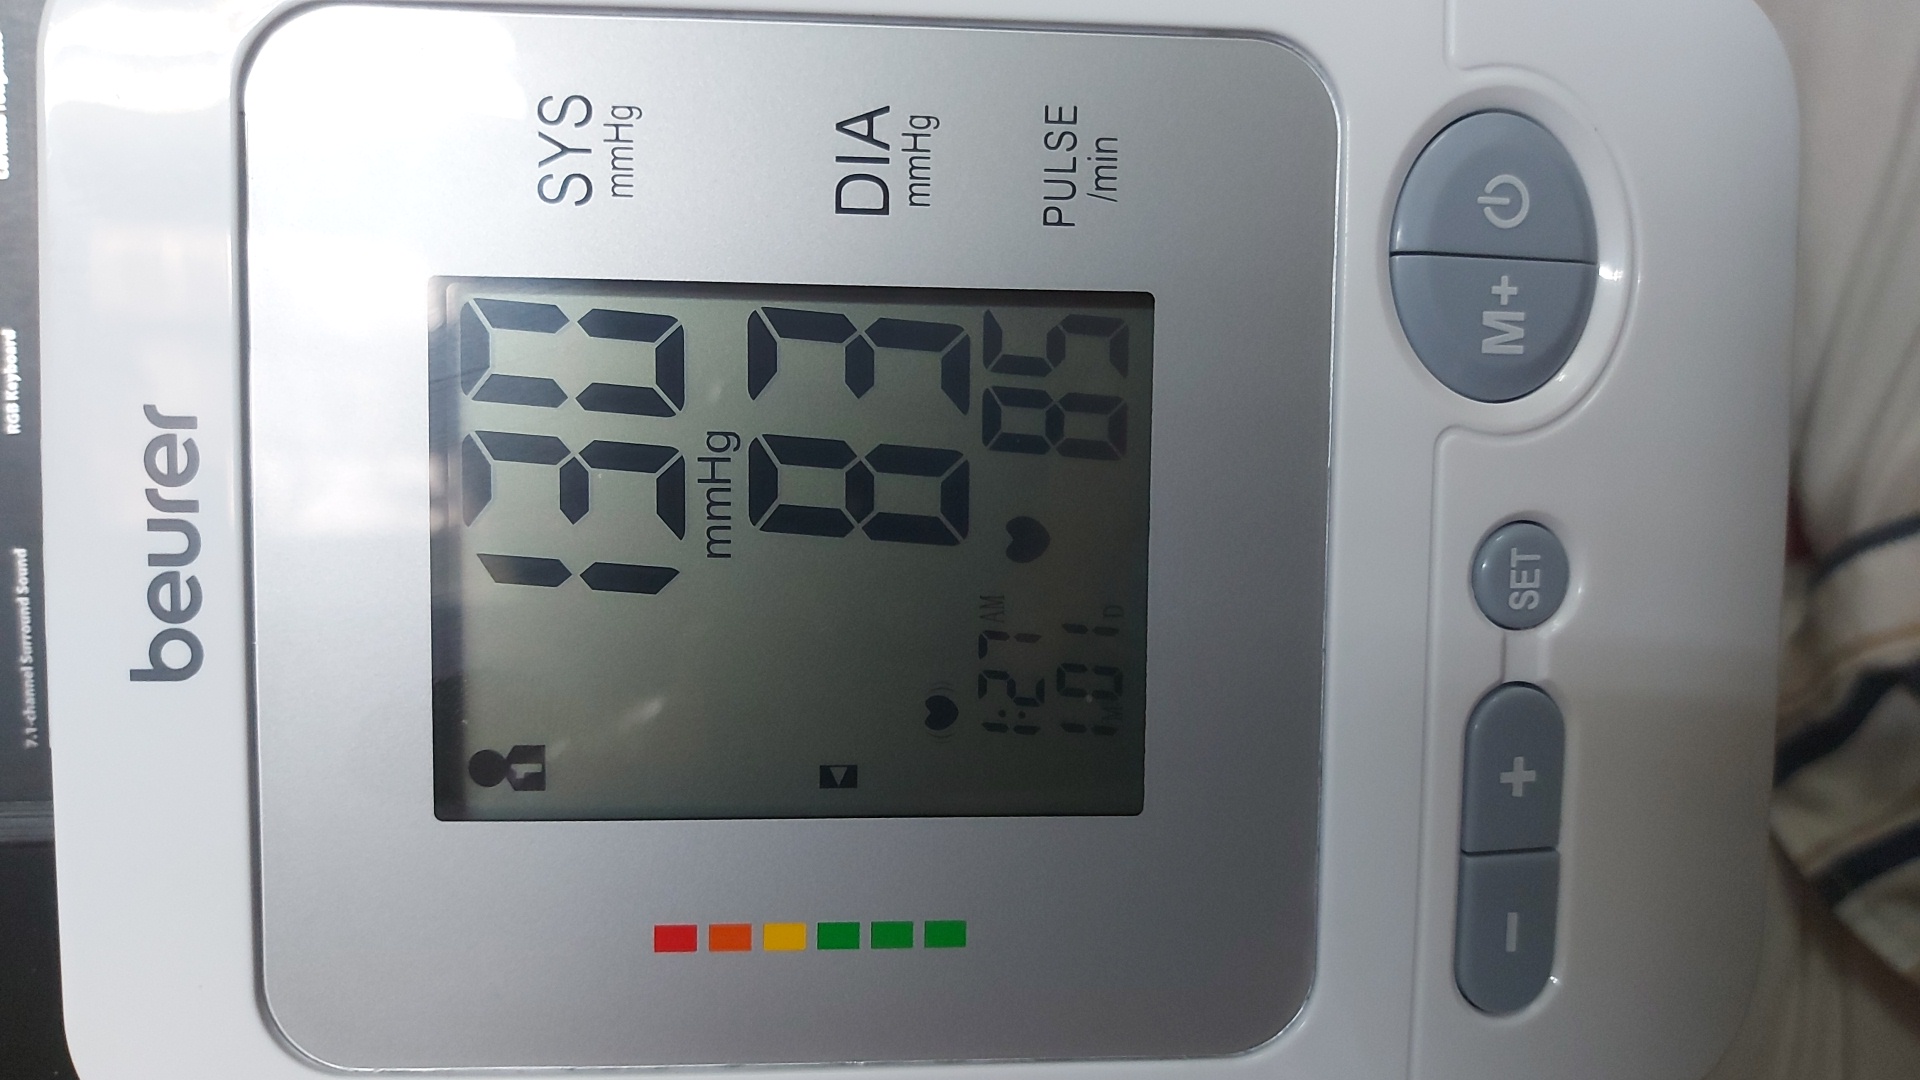 7.1-channel Surround Sound
RGB Keyboard
beurer
1
130
SYS
mmHg
mmHg
83
DIA
mmHg
1:27 AM
85
PULSE
/min
1M01D
−
+
SET
M+